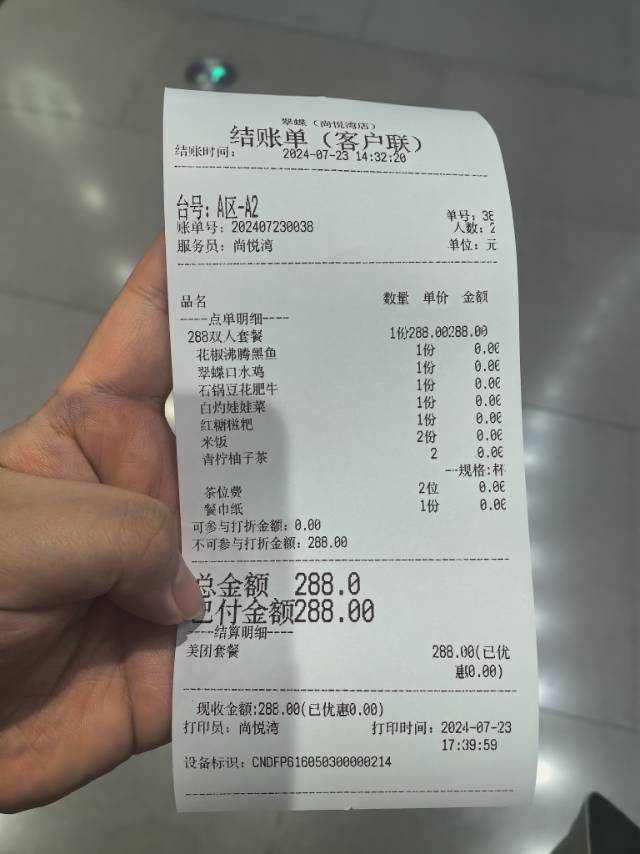 翠蝶（尚悦湾店）
结账单（客户联）
结账时间： 2024-07-23 14:32:20
台号：A区-A2 单号：3
账单号：202407230038 人数：2
服务员：尚悦湾 单位：元
品名 数量 单价 金额
----点单明细----
288双人套餐 1份288.00288.00
花椒沸腾黑鱼 1份 0.0
翠蝶口水鸡 1份 0.0
石锅豆花肥牛 1份 0.0
白灼娃娃菜 1份 0.0
红糖糍粑 1份 0.0
米饭 2份 0.0
青柠柚子茶 2 0.0
--规格:杯
茶位费 2位 0.0
餐巾纸 1份 0.0
可参与打折金额：0.00
不可参与打折金额：288.00
总金额 288.0
已付金额288.00
----结算明细----
美团套餐 288.00(已优
惠0.00)
现收金额:288.00(已优惠0.00)
打印员：尚悦湾 打印时间：2024-07-23
17:39:59
设备标识：CNDFP616050300000214